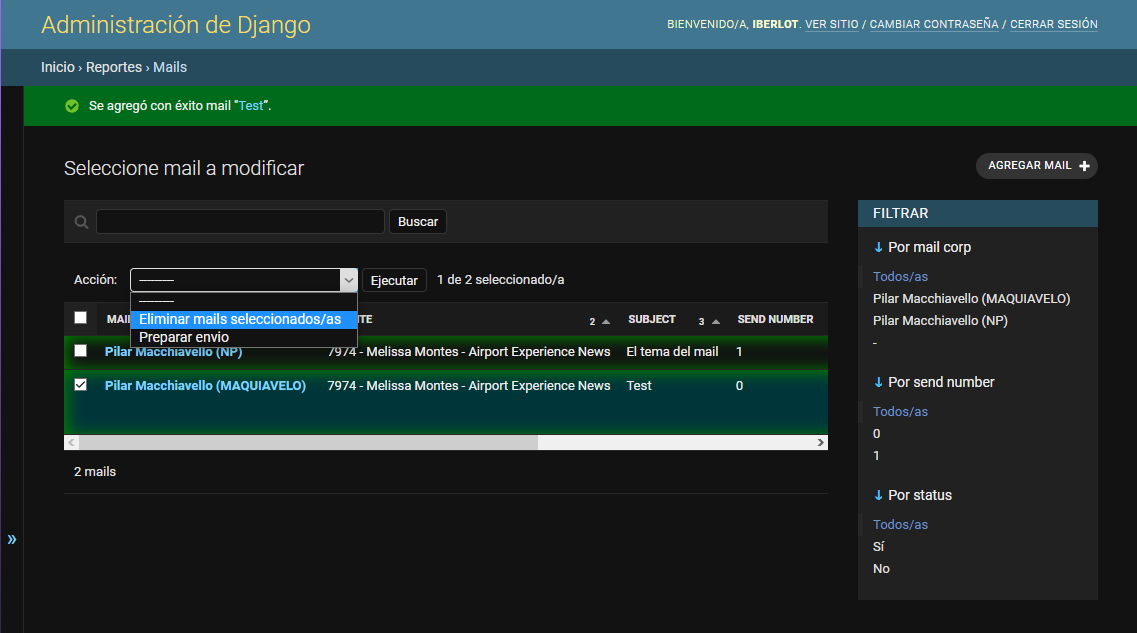 Administración de Django
BIENVENIDO/A, IBERLOT. VER SITIO / CAMBIAR CONTRASEÑA / CERRAR SESIÓN
Inicio › Reportes › Mails
Se agregó con éxito mail "Test".
Seleccione mail a modificar
AGREGAR MAIL +
Buscar
Acción: ---------
Ejecutar
1 de 2 seleccionado/a
---------
Eliminar mails seleccionados/as
Preparar envio
2
SUBJECT
3
SEND NUMBER
Pilar Macchiavello (NP)
7974 - Melissa Montes - Airport Experience News
El tema del mail
1
Pilar Macchiavello (MAQUIAVELO)
7974 - Melissa Montes - Airport Experience News
Test
0
2 mails
»
FILTRAR
↓ Por mail corp
Todos/as
Pilar Macchiavello (MAQUIAVELO)
Pilar Macchiavello (NP)
-
↓ Por send number
Todos/as
0
1
↓ Por status
Todos/as
Sí
No